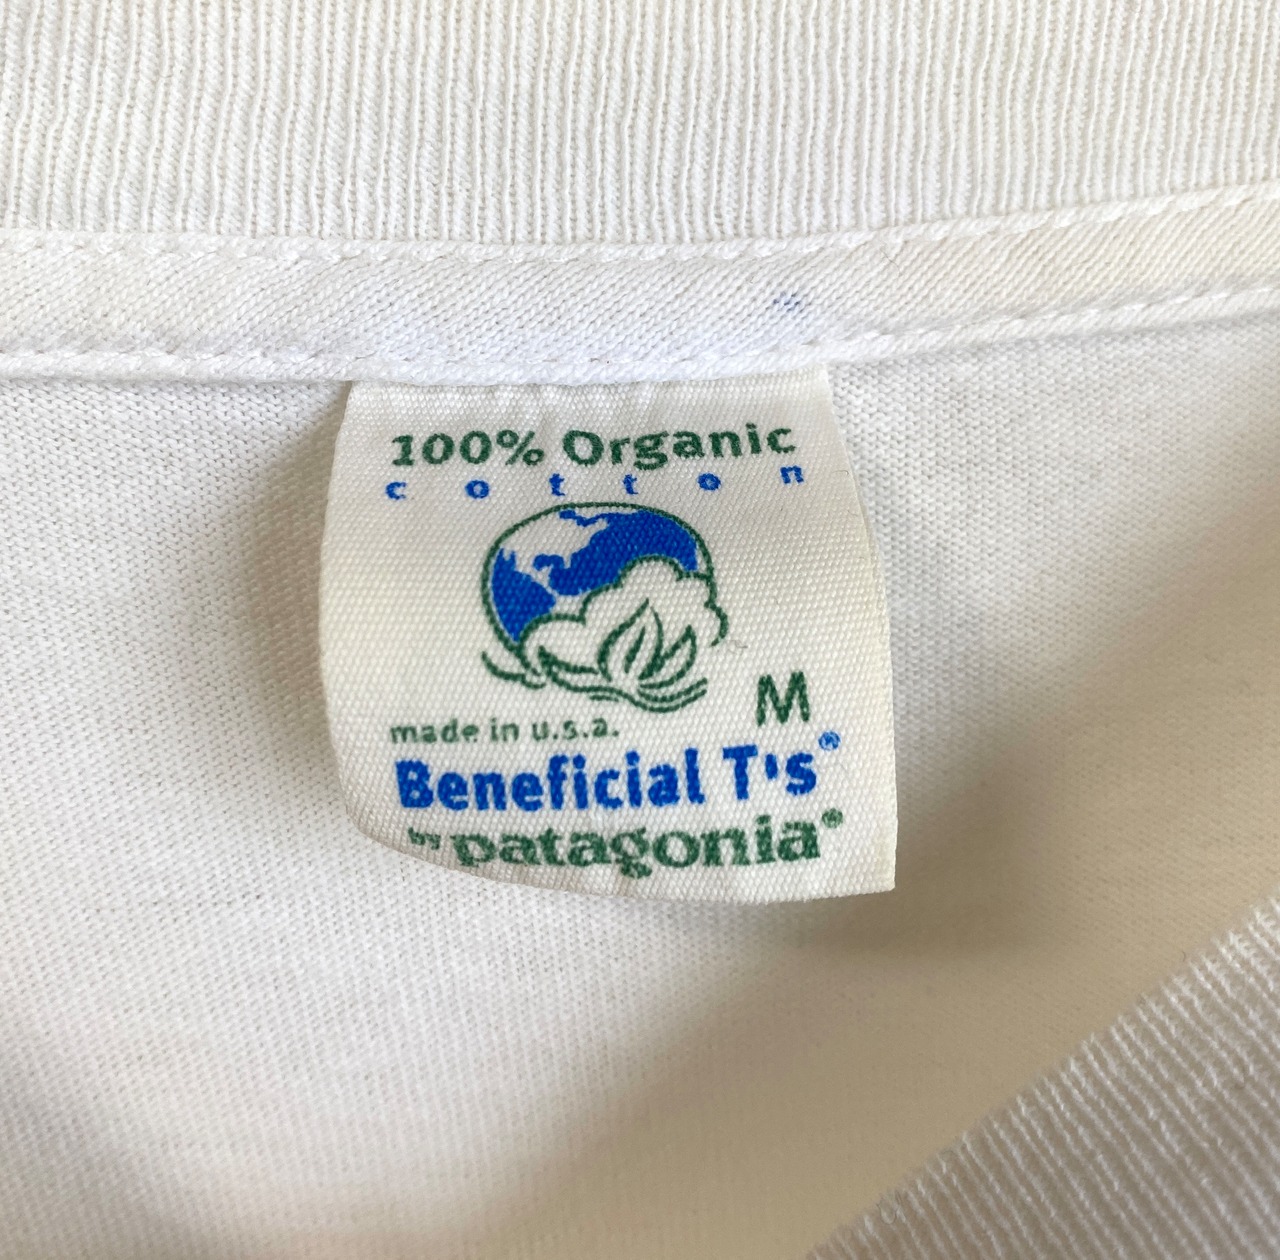 100% Organic
cotton
M
made in u.s.a.
Beneficial T's®
by patagonia®